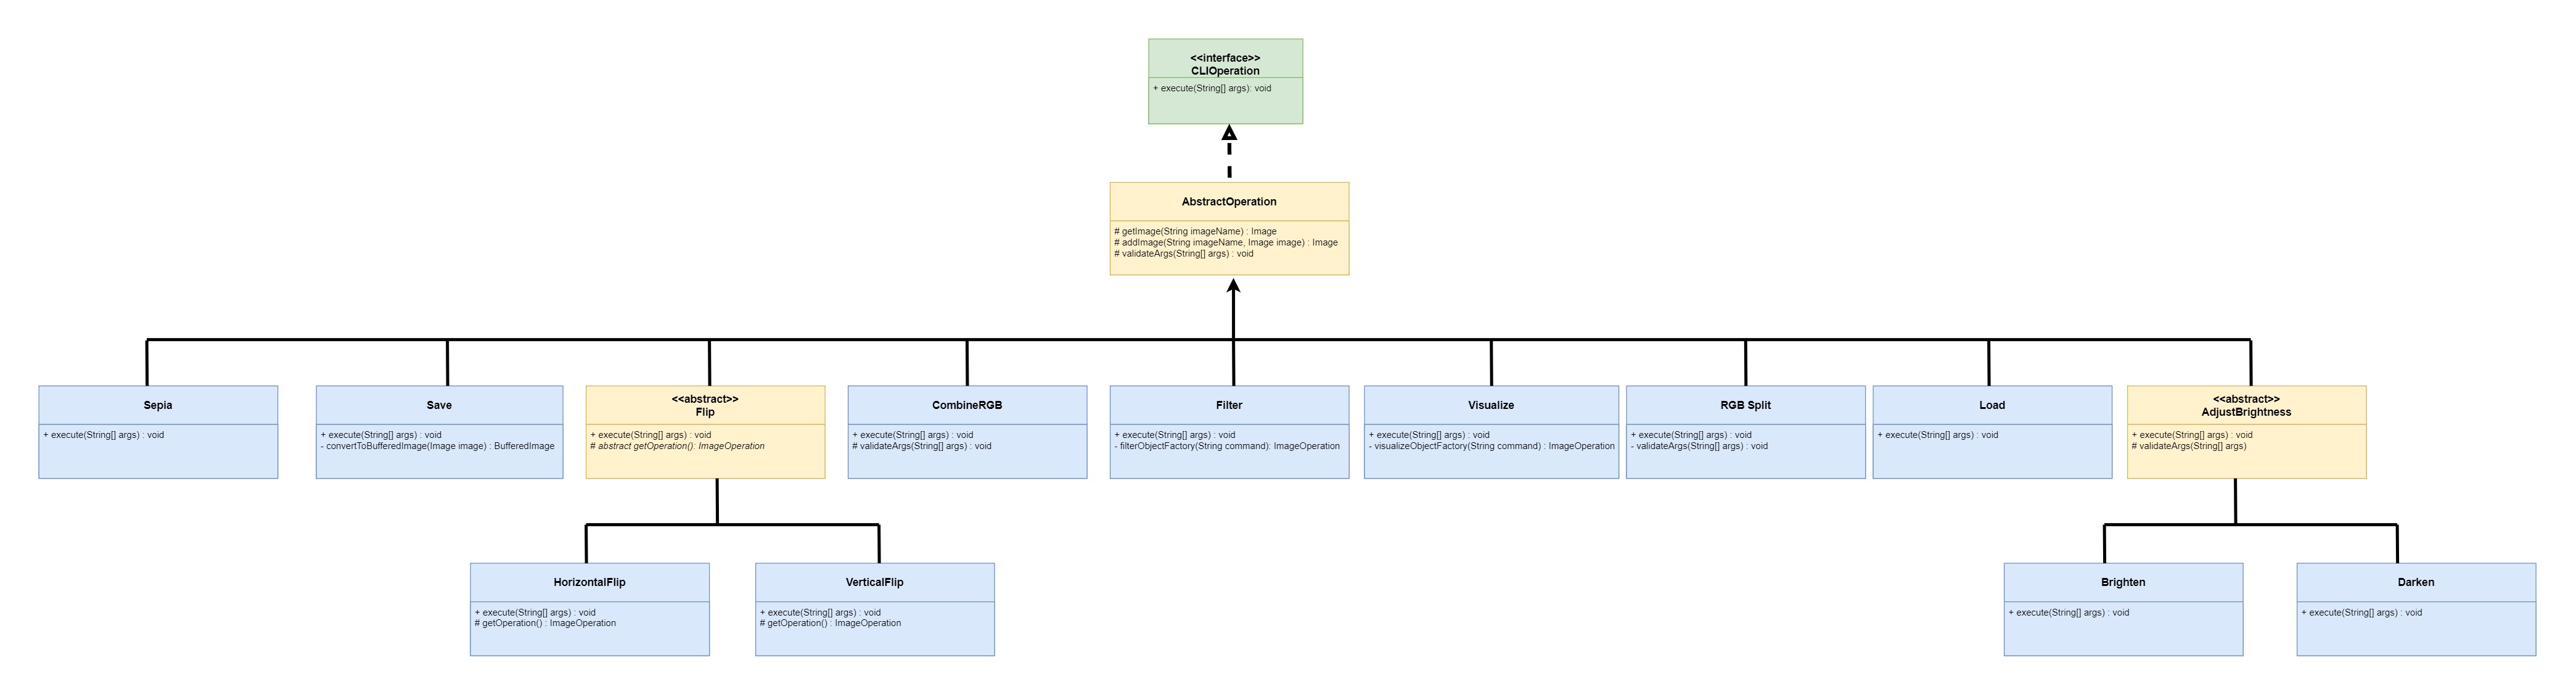 <<interface>>
CLIOperation
+ execute(String[] args): void
AbstractOperation
# getImage(String imageName) : Image
# addImage(String imageName, Image image) : Image
# validateArgs(String[] args) : void
Sepia
+ execute(String[] args) : void
Save
+ execute(String[] args) : void
- convertToBufferedImage(Image image) : BufferedImage
<<abstract>>
Flip
+ execute(String[] args) : void
# abstract getOperation(): ImageOperation
CombineRGB
+ execute(String[] args) : void
# validateArgs(String[] args) : void
Filter
+ execute(String[] args) : void
- filterObjectFactory(String command): ImageOperation
Visualize
+ execute(String[] args) : void
- visualizeObjectFactory(String command) : ImageOperation
RGB Split
+ execute(String[] args) : void
- validateArgs(String[] args) : void
Load
+ execute(String[] args) : void
<<abstract>>
AdjustBrightness
+ execute(String[] args) : void
# validateArgs(String[] args)
HorizontalFlip
+ execute(String[] args) : void
# getOperation() : ImageOperation
VerticalFlip
+ execute(String[] args) : void
# getOperation() : ImageOperation
Brighten
+ execute(String[] args) : void
Darken
+ execute(String[] args) : void